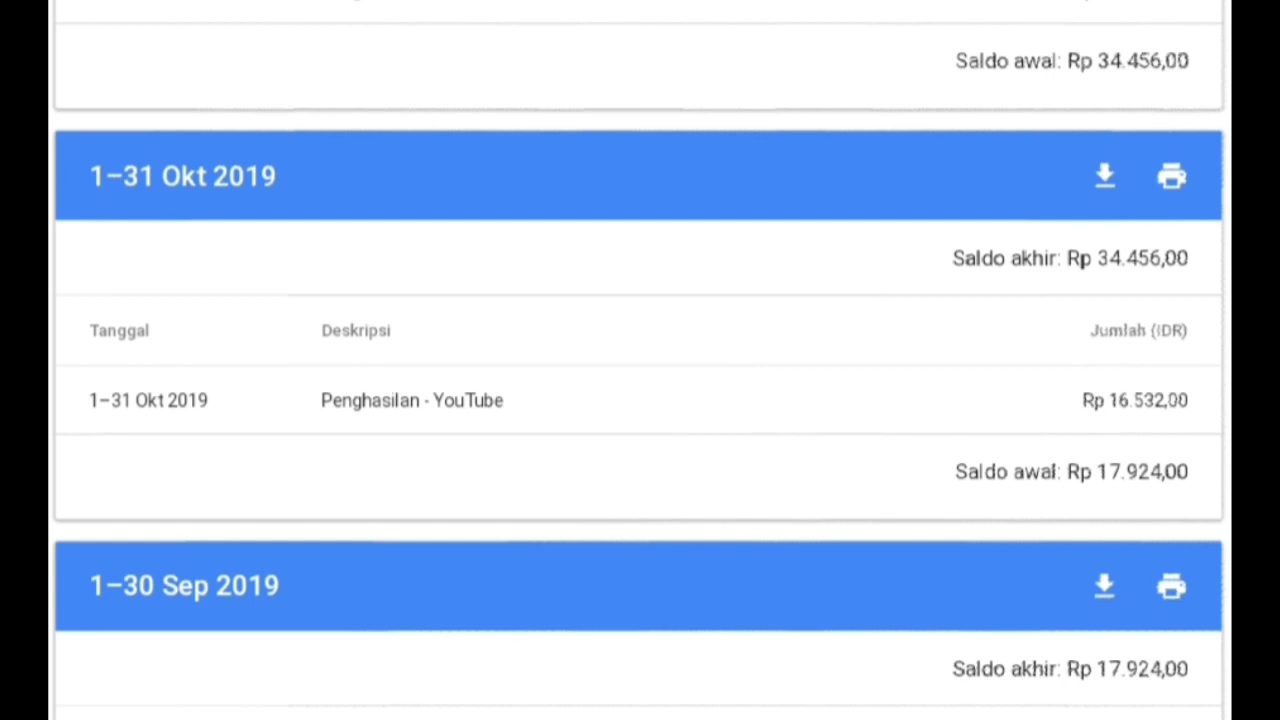 Saldo awal: Rp 34.456,00
1–31 Okt 2019
Saldo akhir: Rp 34.456,00
Tanggal Deskripsi Jumlah (IDR)
1–31 Okt 2019 Penghasilan - YouTube Rp 16.532,00
Saldo awal: Rp 17.924,00
1–30 Sep 2019
Saldo akhir: Rp 17.924,00